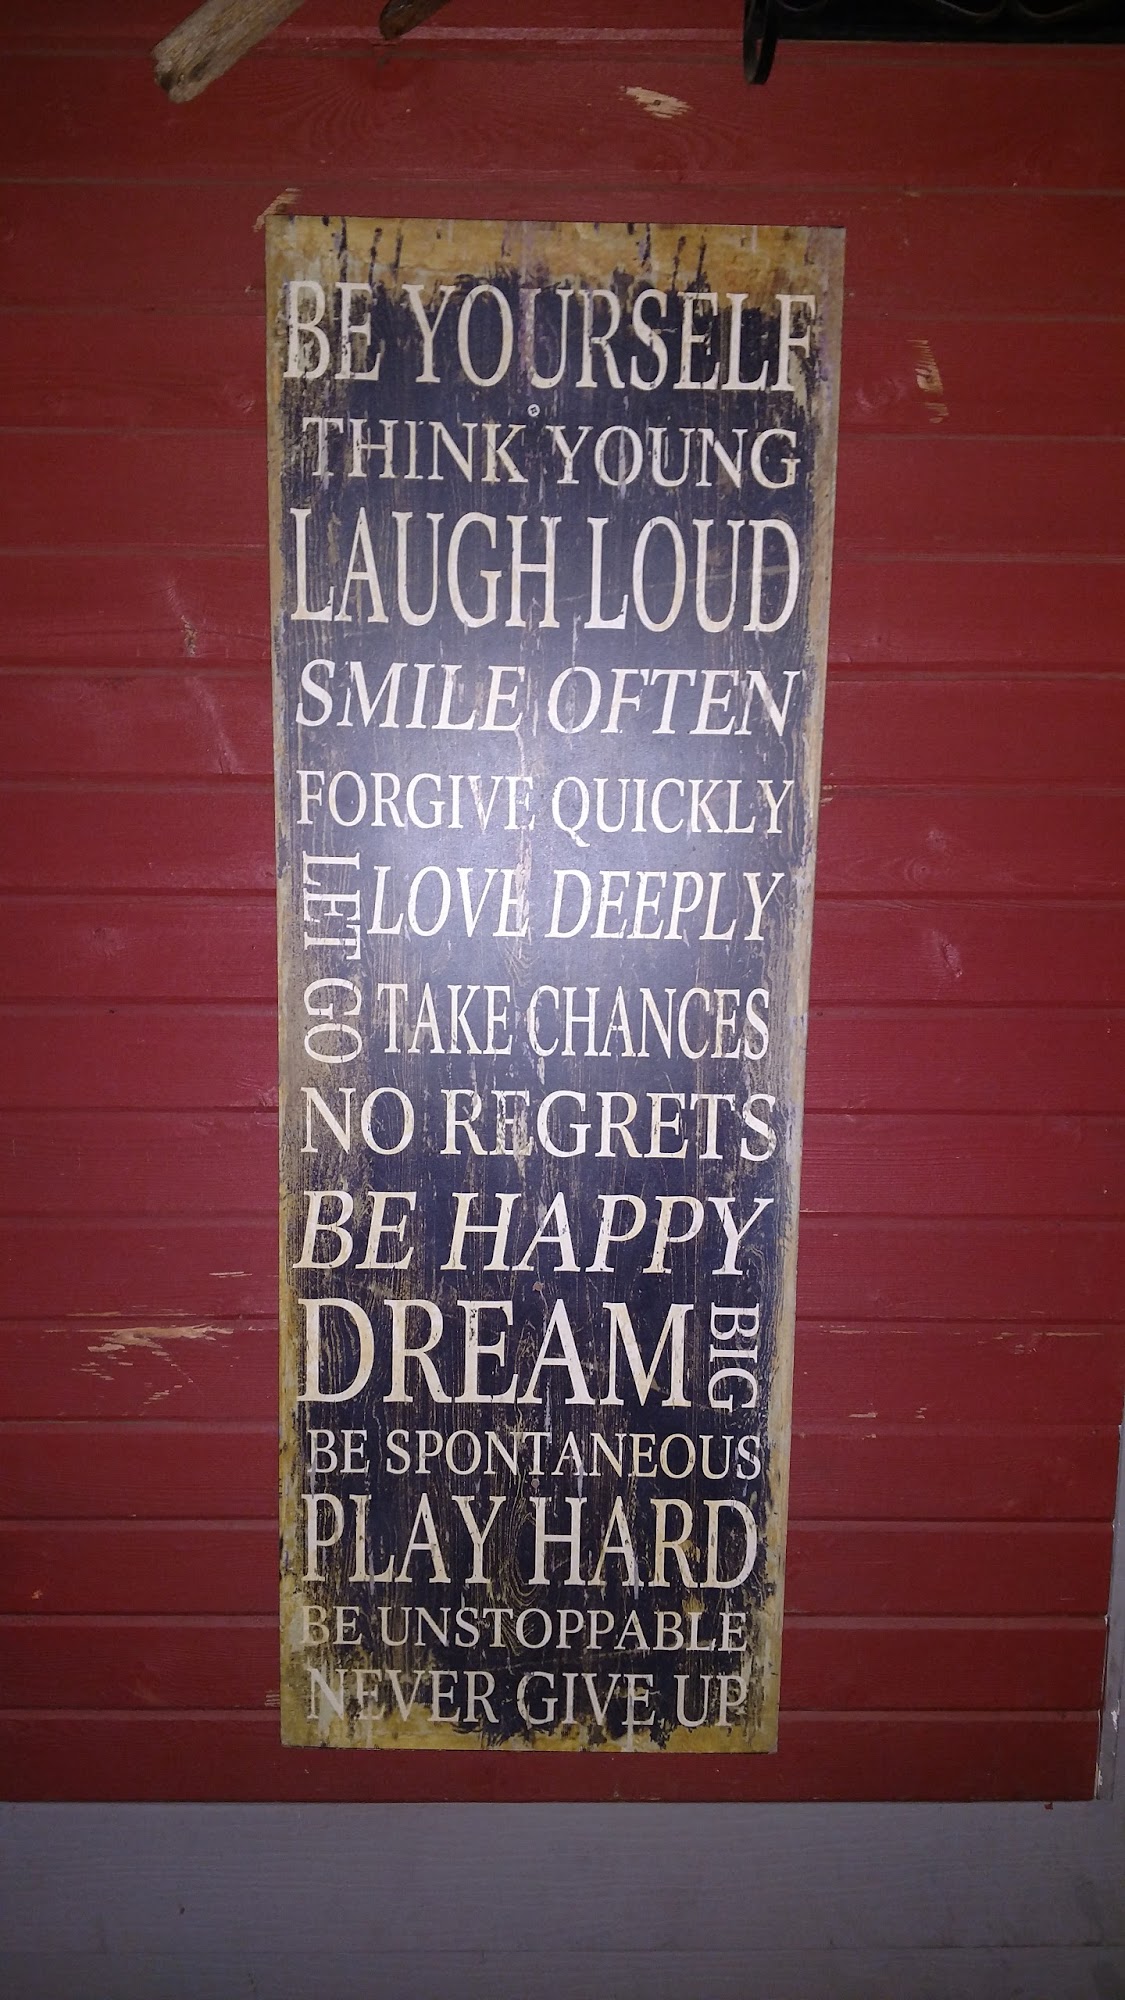 BE YOURSELF
THINK YOUNG
LAUGH LOUD
SMILE OFTEN
FORGIVE QUICKLY
LET GO
LOVE DEEPLY
TAKE CHANCES
NO REGRETS
BE HAPPY
DREAM
BIG
BE SPONTANEOUS
PLAY HARD
BE UNSTOPPABLE
NEVER GIVE UP